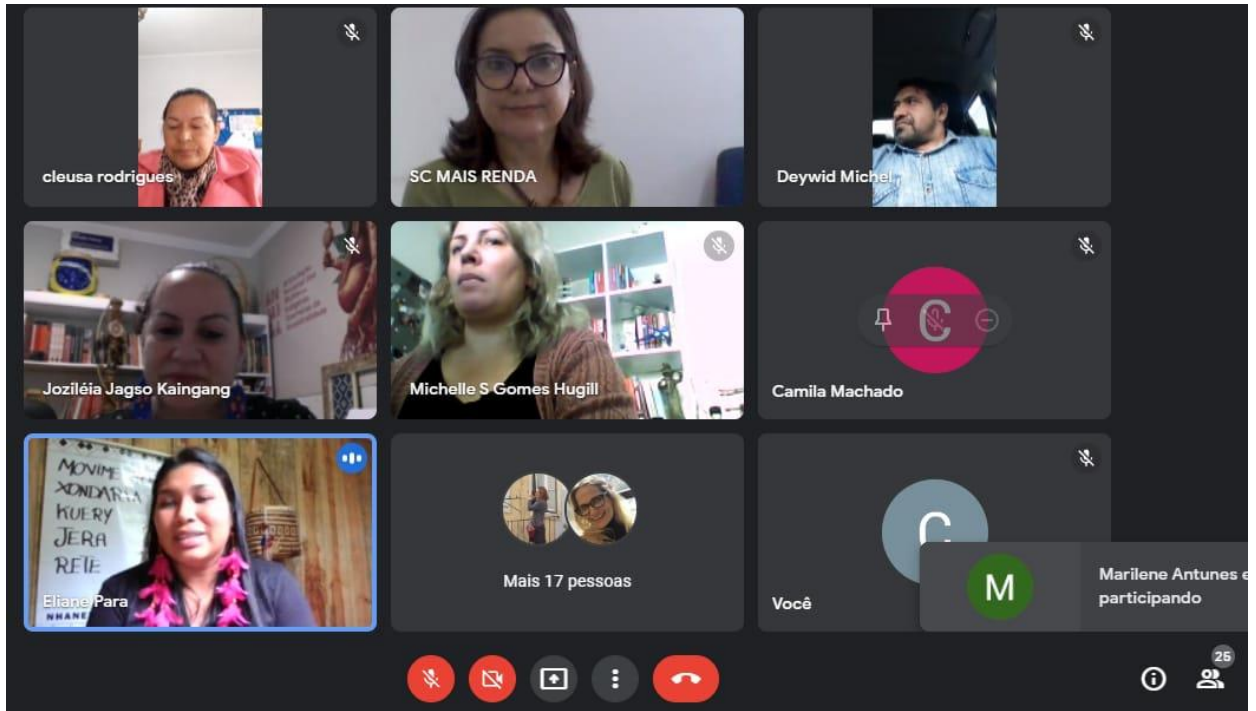 cleusa rodrigues
SC MAIS RENDA
Deywid Michel
Joziléia Jagso Kaingang
Michelle S Gomes Hugill
C
Camila Machado
MOVIME
XONDARIA
KUERY
JERA
RETE
NHANE
Eliane Para
Mais 17 pessoas
C
Você
M
Marilene Antunes e
participando
25